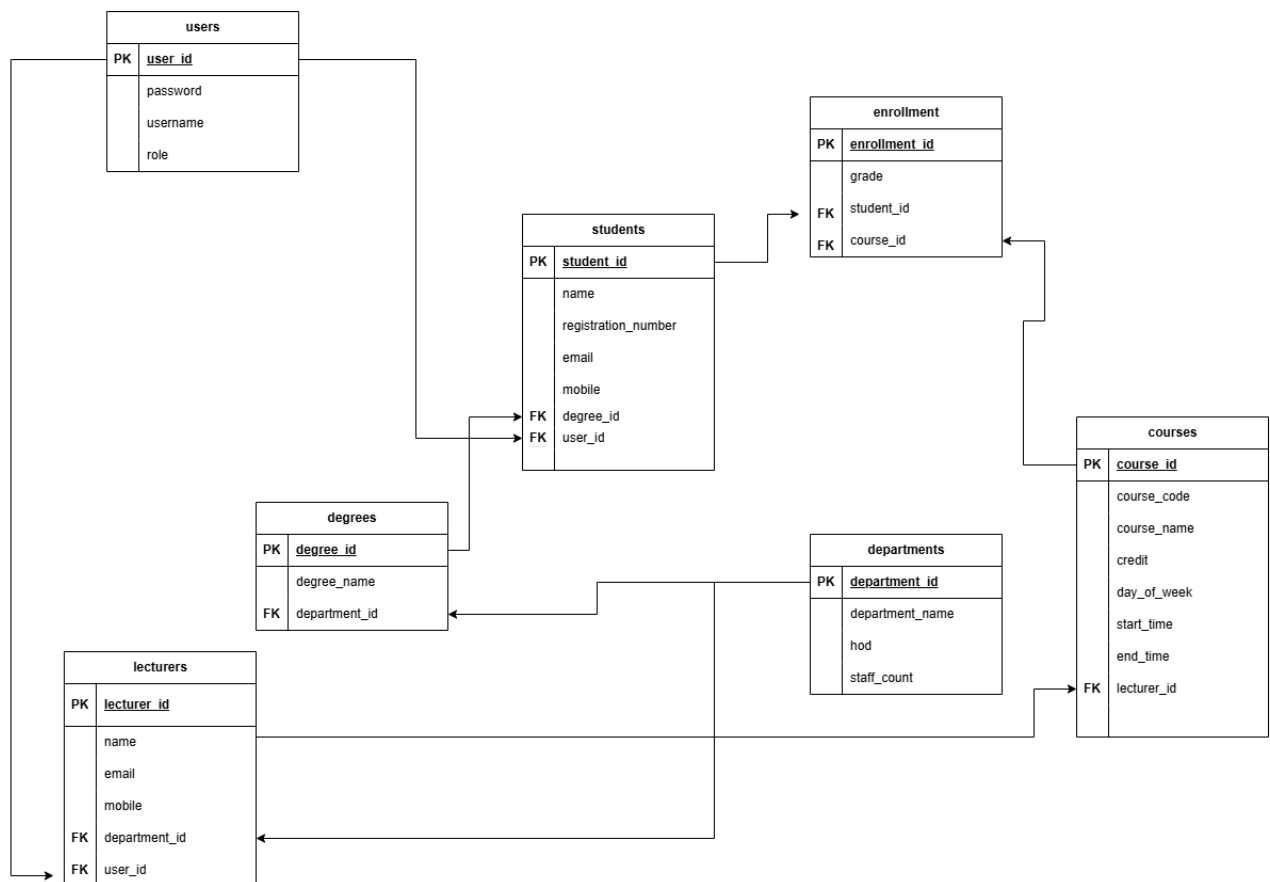 users
PK user_id
password
username
role
enrollment
PK enrollment_id
grade
FK student_id
FK course_id
students
PK student_id
name
registration_number
email
mobile
FK degree_id
FK user_id
courses
PK course_id
course_code
course_name
credit
day_of_week
start_time
end_time
FK lecturer_id
degrees
PK degree_id
degree_name
FK department_id
departments
PK department_id
department_name
hod
staff_count
lecturers
PK lecturer_id
name
email
mobile
FK department_id
FK user_id